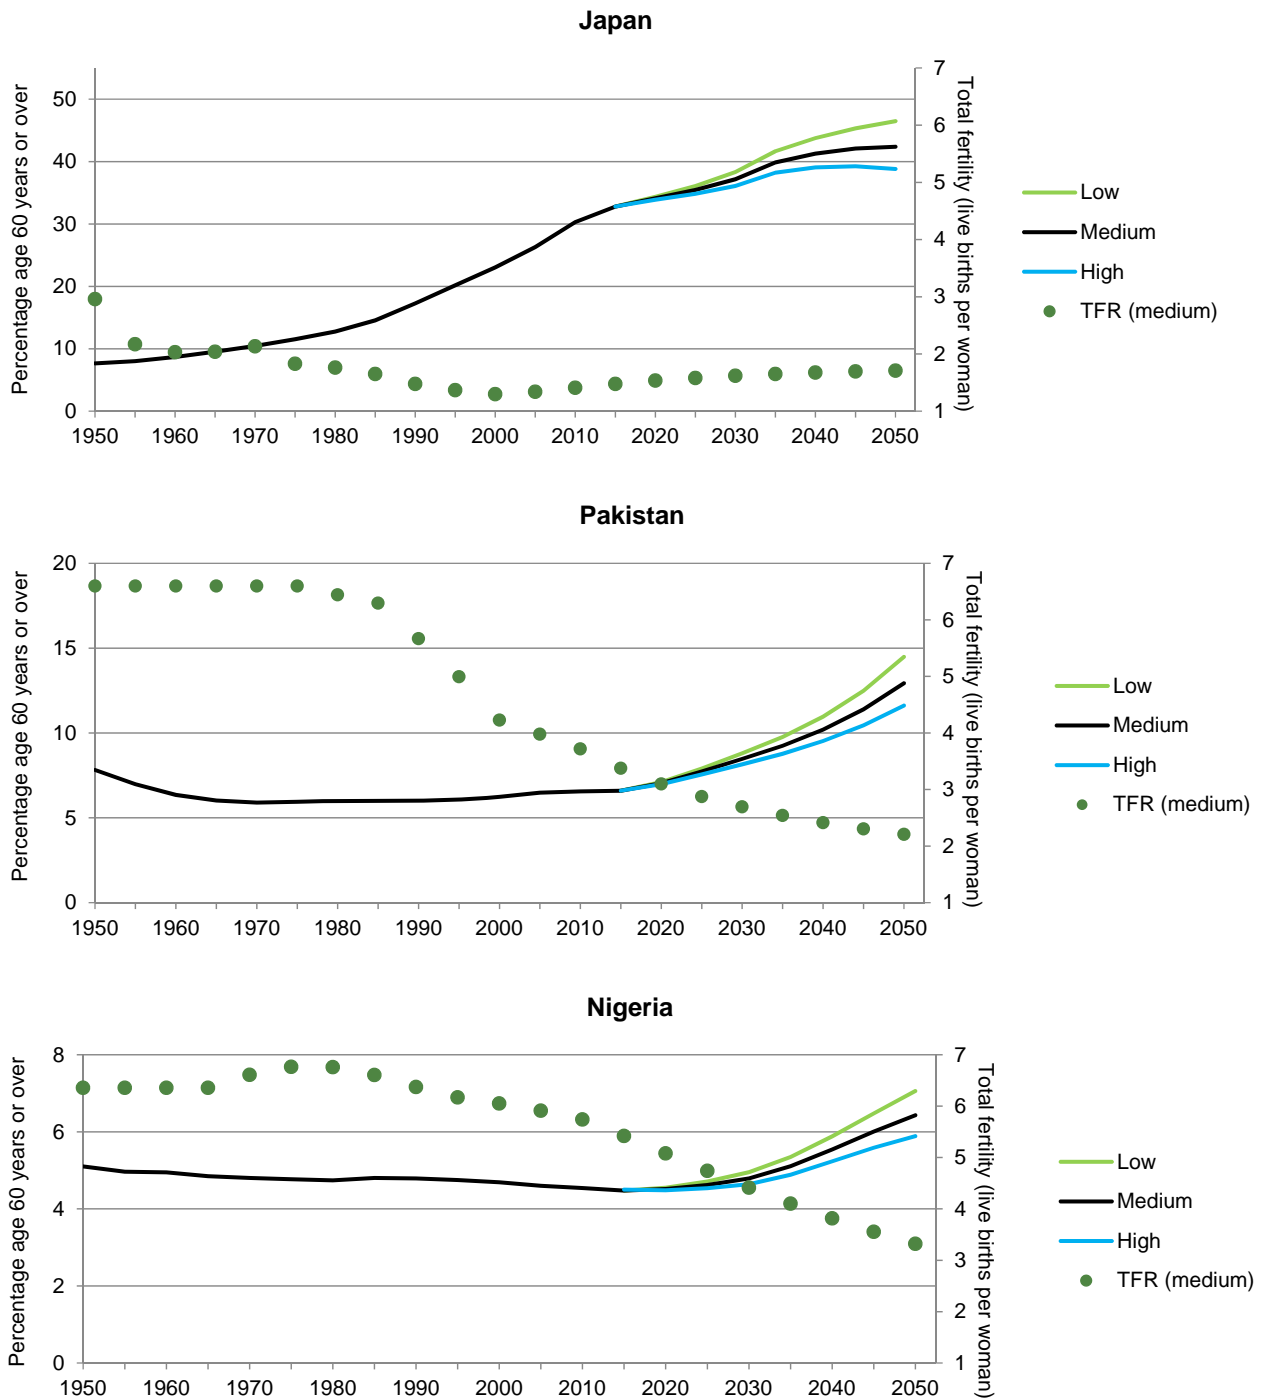 Japan
Percentage age 60 years or over
50
40
30
20
10
0
7
6
5
4
3
2
1
Total fertility (live births per woman)
1950 1960 1970 1980 1990 2000 2010 2020 2030 2040 2050
Low
Medium
High
TFR (medium)
Pakistan
Percentage age 60 years or over
20
15
10
5
0
7
6
5
4
3
2
1
Total fertility (live births per woman)
1950 1960 1970 1980 1990 2000 2010 2020 2030 2040 2050
Low
Medium
High
TFR (medium)
Nigeria
Percentage age 60 years or over
8
6
4
2
0
7
6
5
4
3
2
1
Total fertility (live births per woman)
1950 1960 1970 1980 1990 2000 2010 2020 2030 2040 2050
Low
Medium
High
TFR (medium)